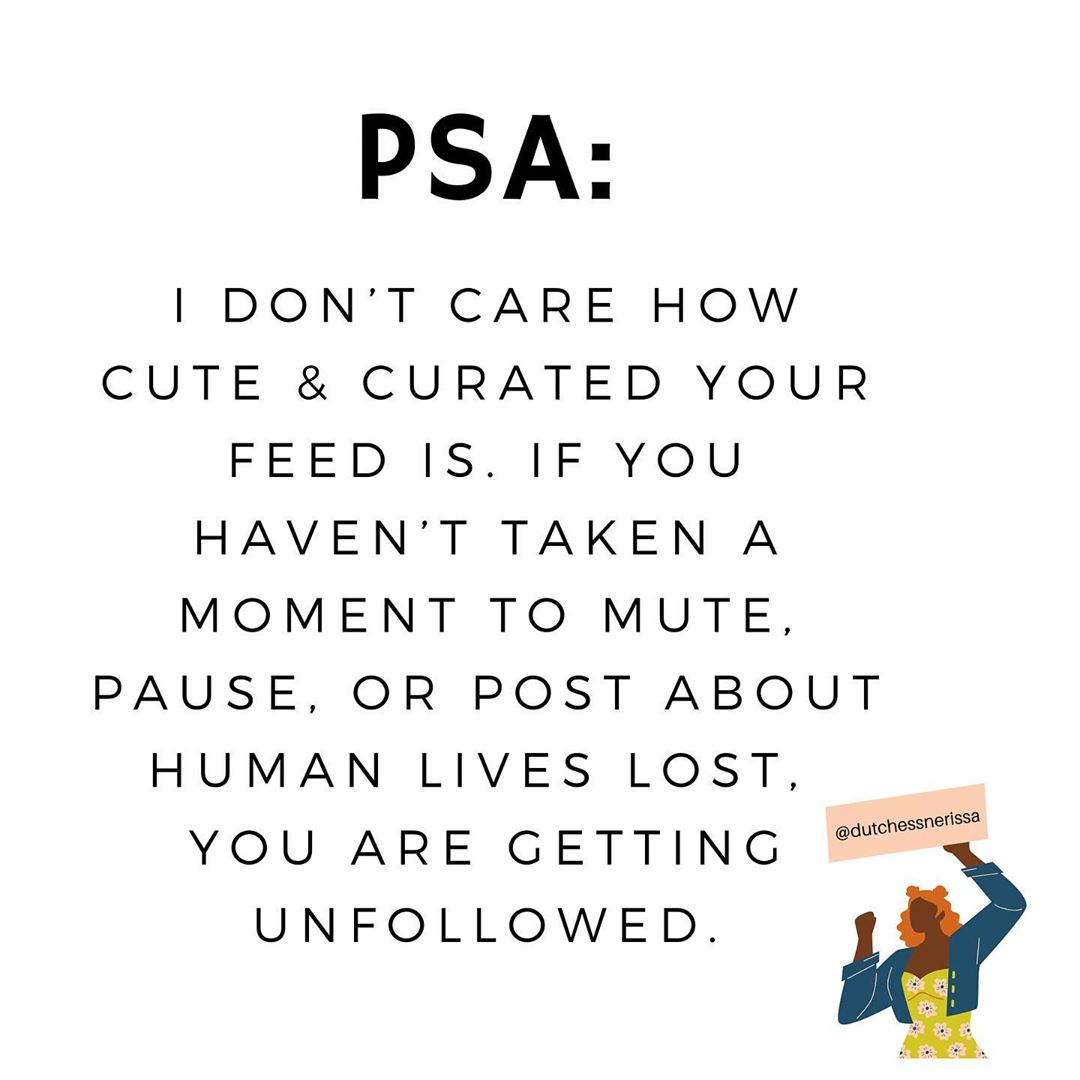 PSA:
I DON’T CARE HOW
CUTE & CURATED YOUR
FEED IS. IF YOU
HAVEN’T TAKEN A
MOMENT TO MUTE,
PAUSE, OR POST ABOUT
HUMAN LIVES LOST,
YOU ARE GETTING
UNFOLLOWED.
@dutchessnerissa